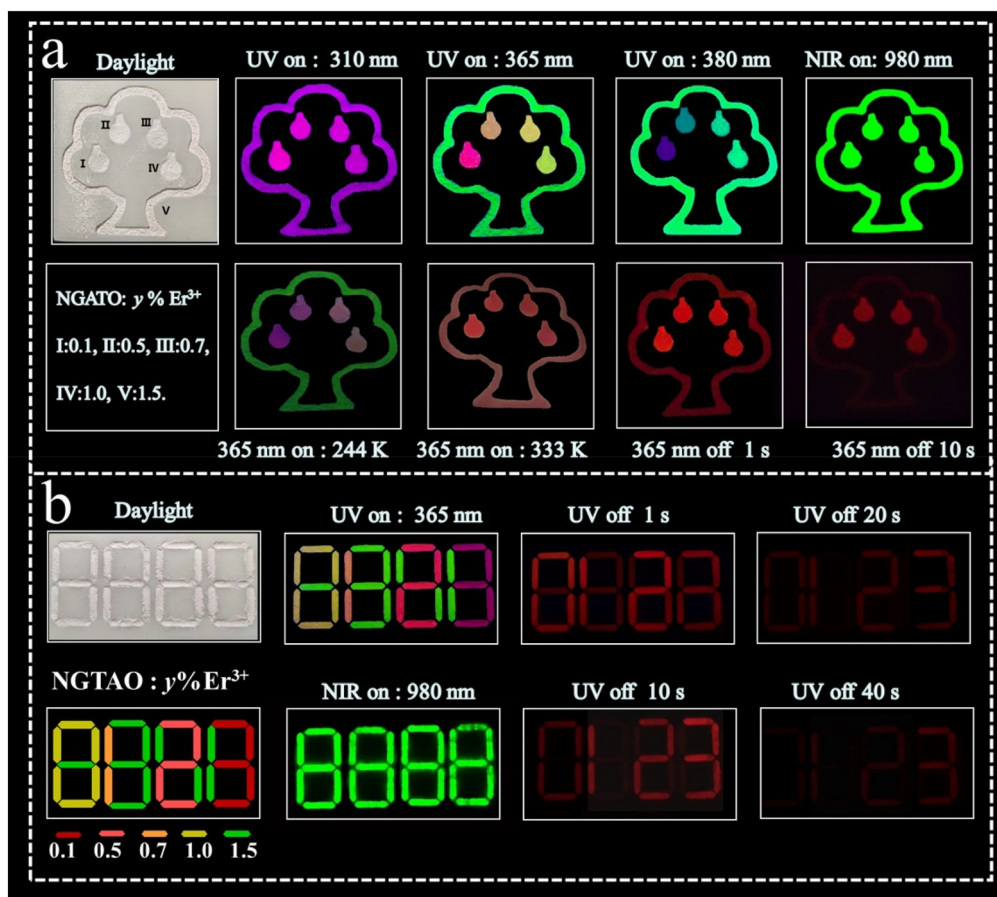 a
Daylight
UV on : 310 nm
UV on : 365 nm
UV on : 380 nm
NIR on: 980 nm
I
II
III
IV
V
NGATO: y % Er³⁺
I:0.1, II:0.5, III:0.7,
IV:1.0, V:1.5.
365 nm on : 244 K
365 nm on : 333 K
365 nm off 1 s
365 nm off 10 s
b
Daylight
UV on : 365 nm
UV off 1 s
UV off 20 s
NGTAO : y%Er³⁺
NIR on : 980 nm
UV off 10 s
UV off 40 s
0.1 0.5 0.7 1.0 1.5